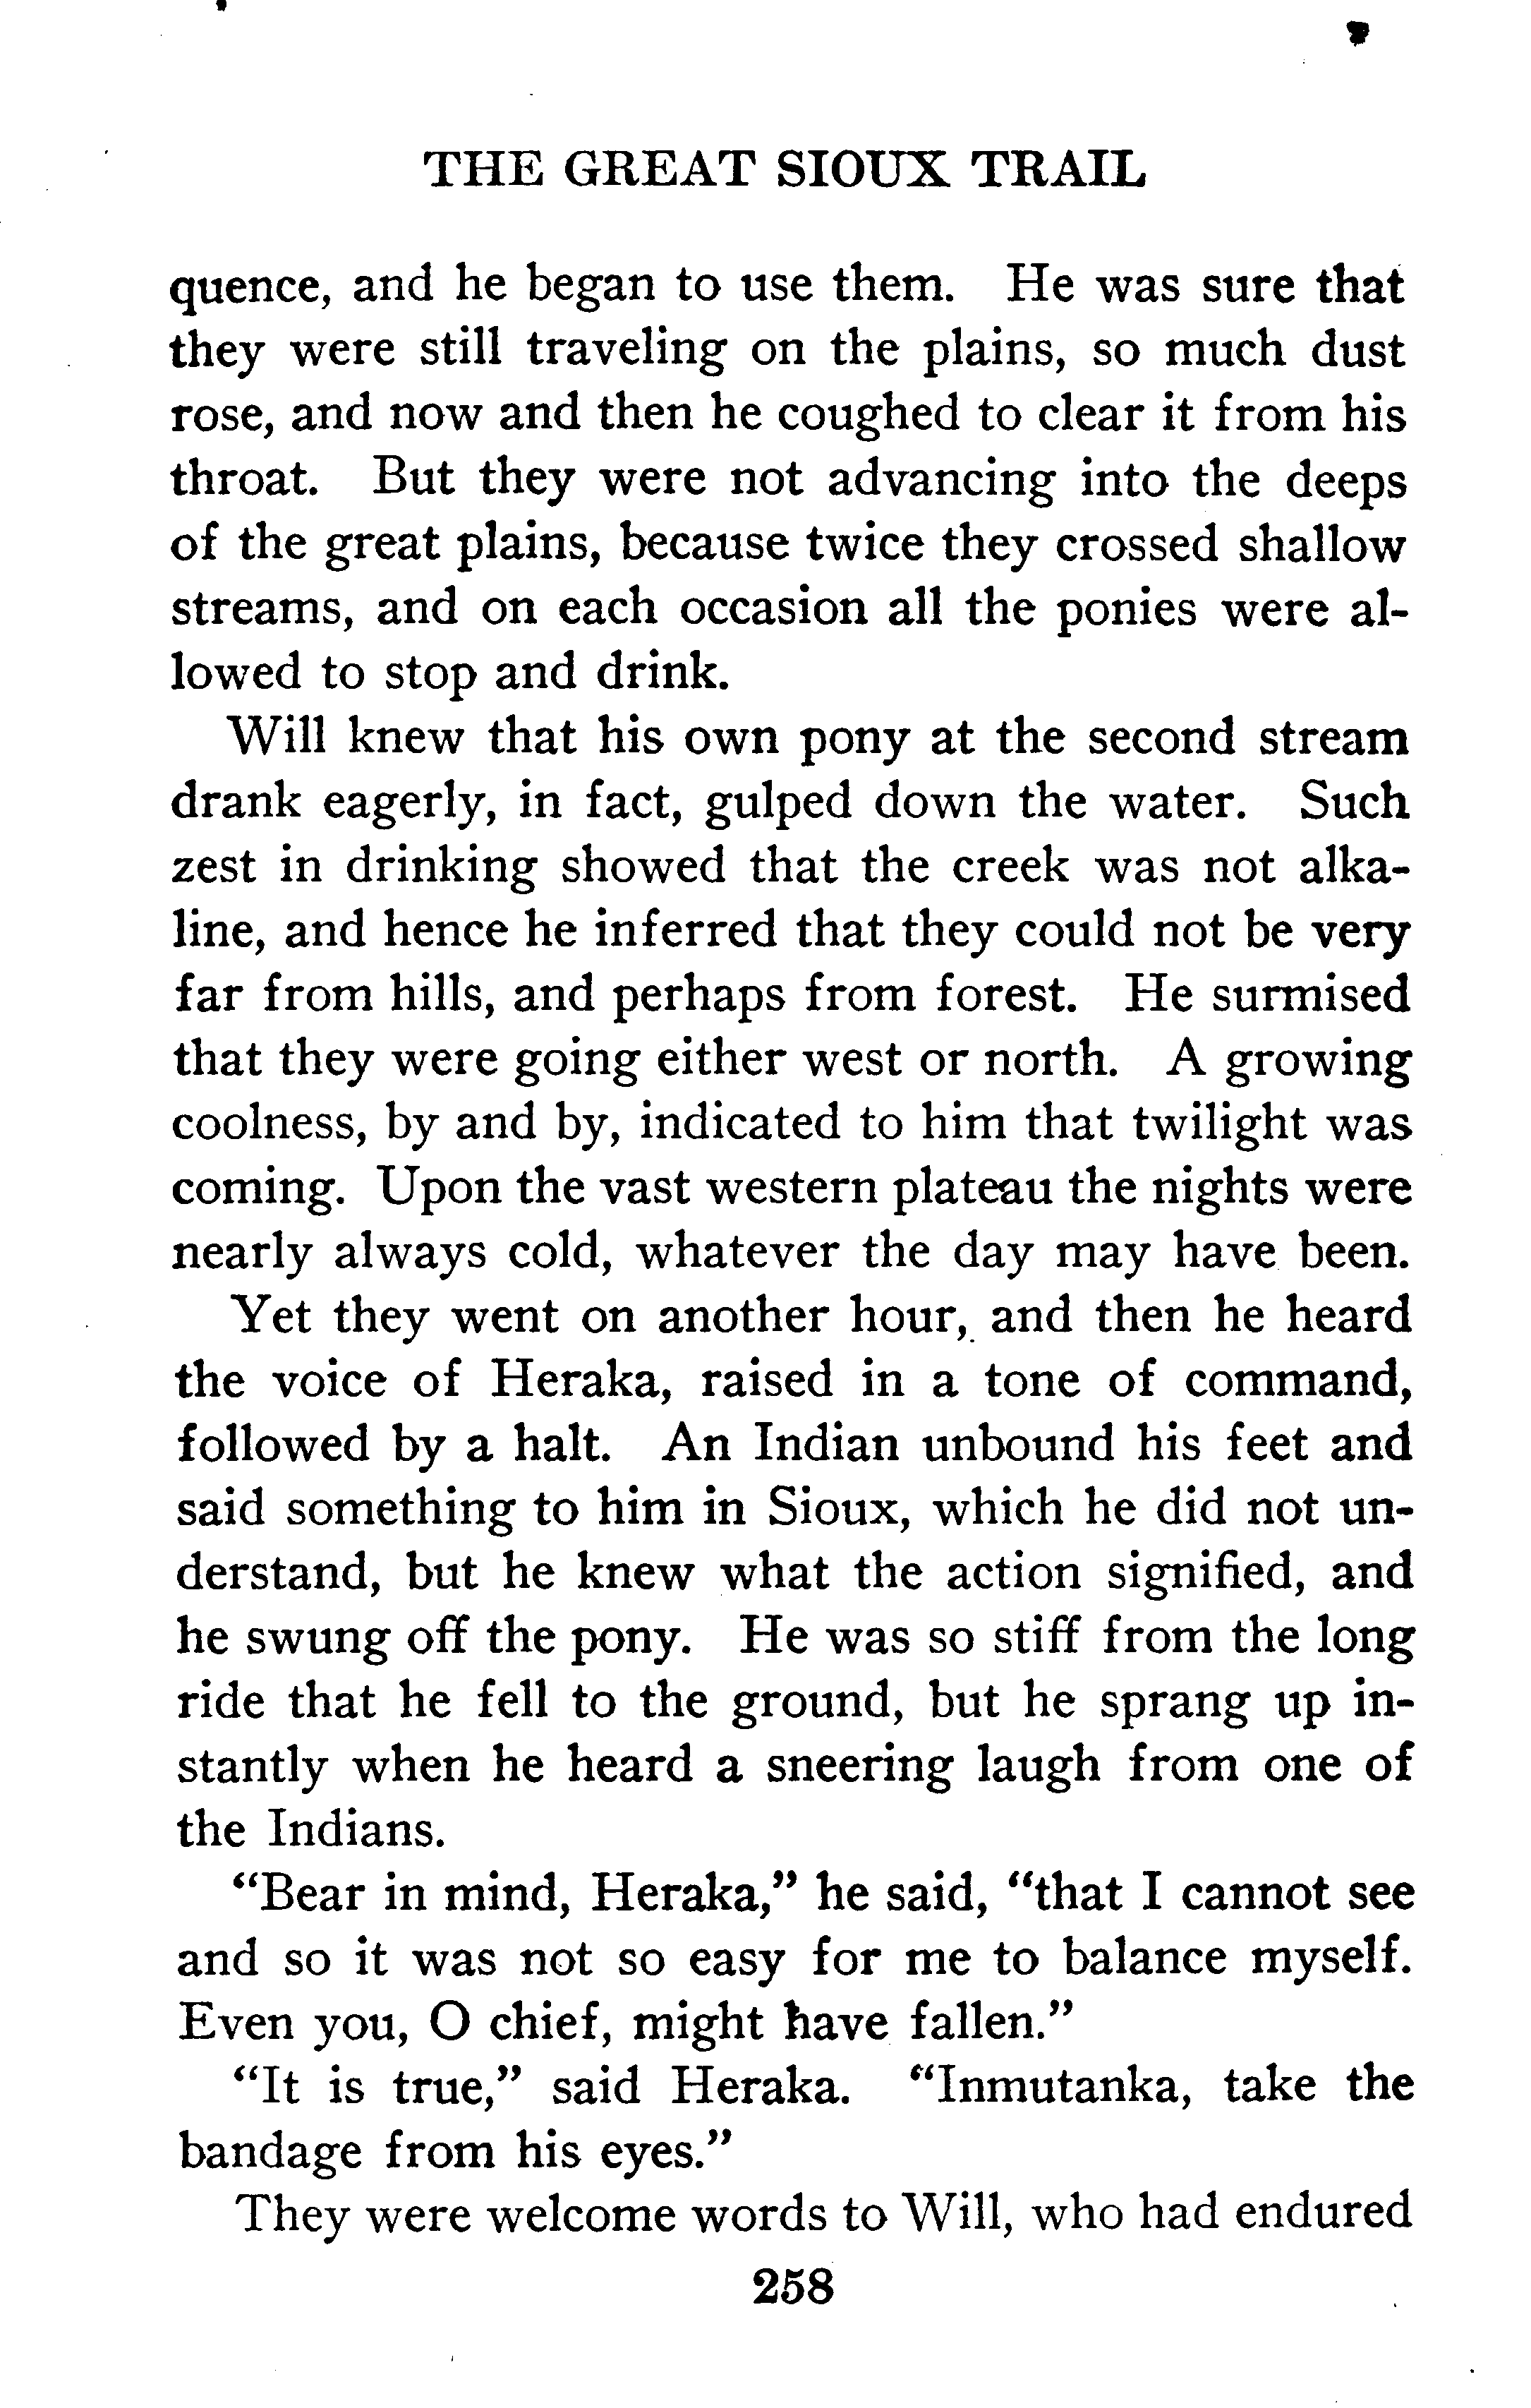 THE GREAT SIOUX TRAIL
quence, and he began to use them. He was sure that
they were still traveling on the plains, so much dust
rose, and now and then he coughed to clear it from his
throat. But they were not advancing into the deeps
of the great plains, because twice they crossed shallow
streams, and on each occasion all the ponies were al-
lowed to stop and drink.
Will knew that his own pony at the second stream
drank eagerly, in fact, gulped down the water. Such
zest in drinking showed that the creek was not alka-
line, and hence he inferred that they could not be very
far from hills, and perhaps from forest. He surmised
that they were going either west or north. A growing
coolness, by and by, indicated to him that twilight was
coming. Upon the vast western plateau the nights were
nearly always cold, whatever the day may have been.
Yet they went on another hour, and then he heard
the voice of Heraka, raised in a tone of command,
followed by a halt. An Indian unbound his feet and
said something to him in Sioux, which he did not un-
derstand, but he knew what the action signified, and
he swung off the pony. He was so stiff from the long
ride that he fell to the ground, but he sprang up in-
stantly when he heard a sneering laugh from one of
the Indians.
"Bear in mind, Heraka," he said, "that I cannot see
and so it was not so easy for me to balance myself.
Even you, O chief, might have fallen."
"It is true," said Heraka. "Inmutanka, take the
bandage from his eyes."
They were welcome words to Will, who had endured
258